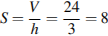 S = V/h = 24/3 = 8